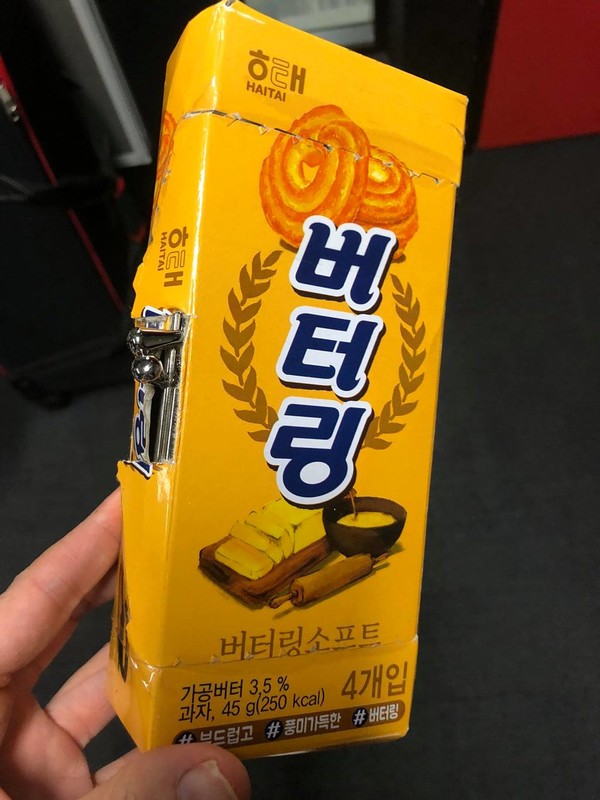 해태
HAITAI
해태
HAITAI
버
터
링
버터링소프트
가공버터 3.5 %
과자, 45 g(250 kcal)
4개입
#부드럽고 #풍미가득한 #버터링